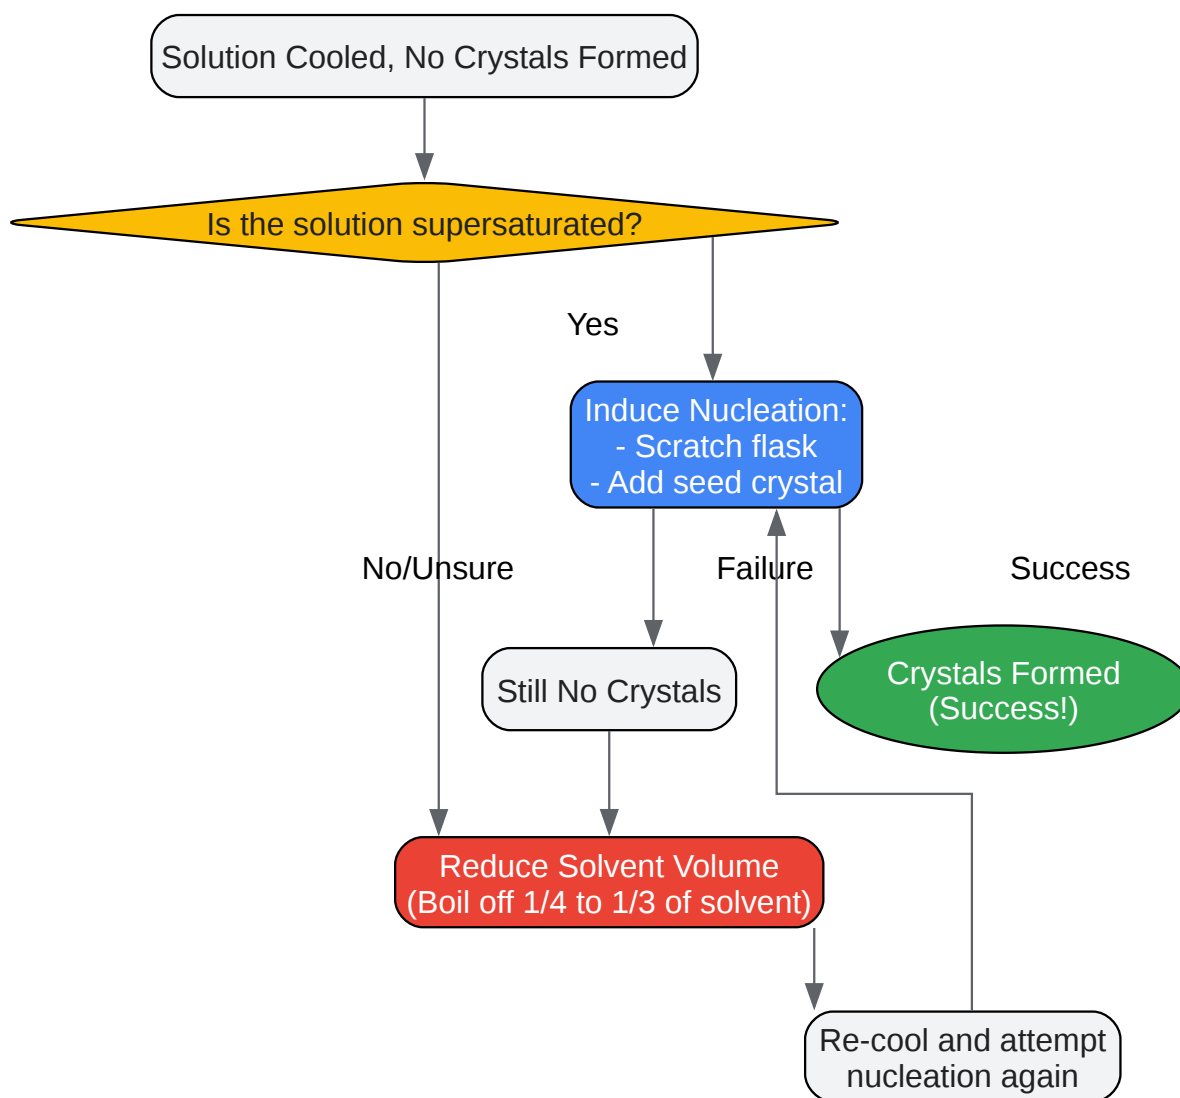 Solution Cooled, No Crystals Formed
Is the solution supersaturated?
Yes
Induce Nucleation:
- Scratch flask
- Add seed crystal
No/Unsure
Failure
Success
Still No Crystals
Crystals Formed
(Success!)
Reduce Solvent Volume
(Boil off 1/4 to 1/3 of solvent)
Re-cool and attempt
nucleation again